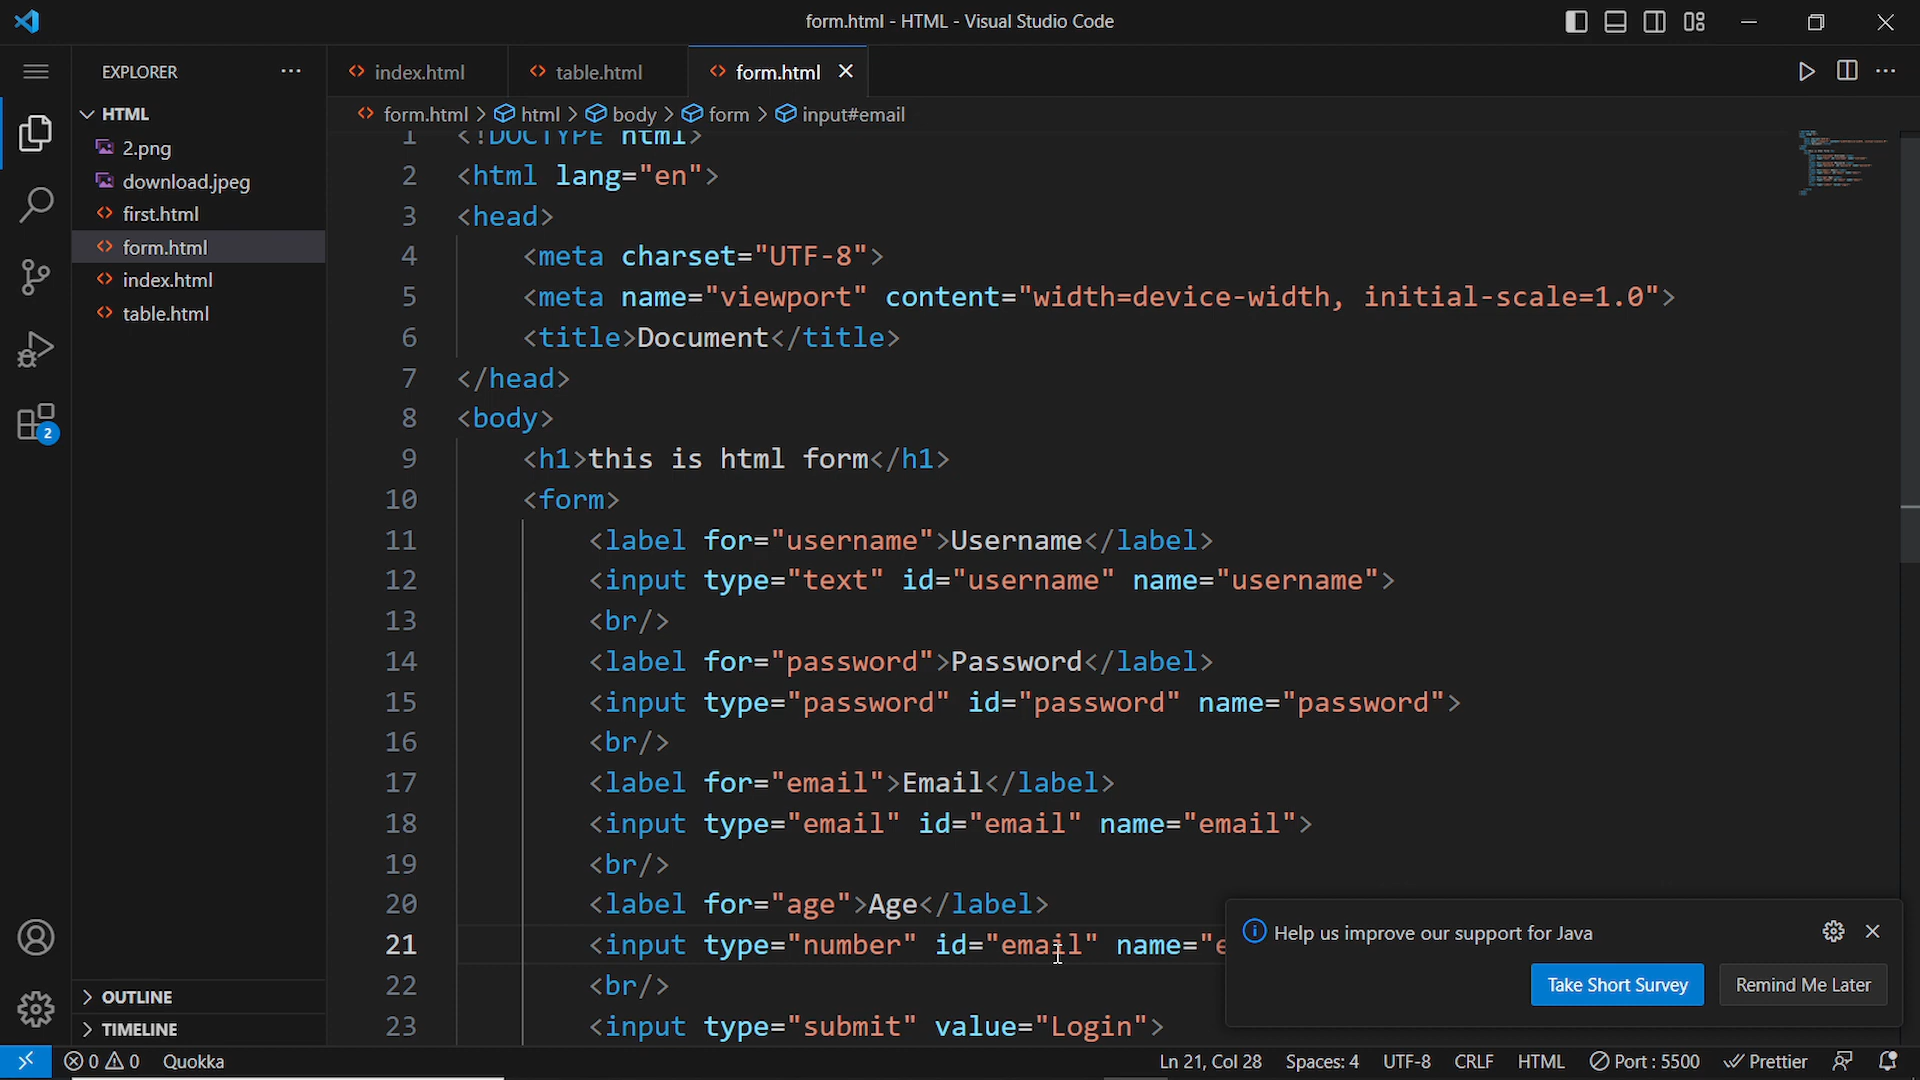 form.html - HTML - Visual Studio Code
EXPLORER
index.html
table.html
form.html
HTML
form.html > html > body > form > input#email
2.png
download.jpeg
first.html
form.html
index.html
table.html
1 <!DOCTYPE html>
2 <html lang="en">
3 <head>
4 <meta charset="UTF-8">
5 <meta name="viewport" content="width=device-width, initial-scale=1.0">
6 <title>Document</title>
7 </head>
8 <body>
9 <h1>this is html form</h1>
10 <form>
11 <label for="username">Username</label>
12 <input type="text" id="username" name="username">
13 <br/>
14 <label for="password">Password</label>
15 <input type="password" id="password" name="password">
16 <br/>
17 <label for="email">Email</label>
18 <input type="email" id="email" name="email">
19 <br/>
20 <label for="age">Age</label>
21 <input type="number" id="email" name="e
22 <br/>
23 <input type="submit" value="Login">
2
Help us improve our support for Java
Take Short Survey
Remind Me Later
OUTLINE
TIMELINE
0 0 Quokka
Ln 21, Col 28 Spaces: 4 UTF-8 CRLF HTML Port : 5500 Prettier